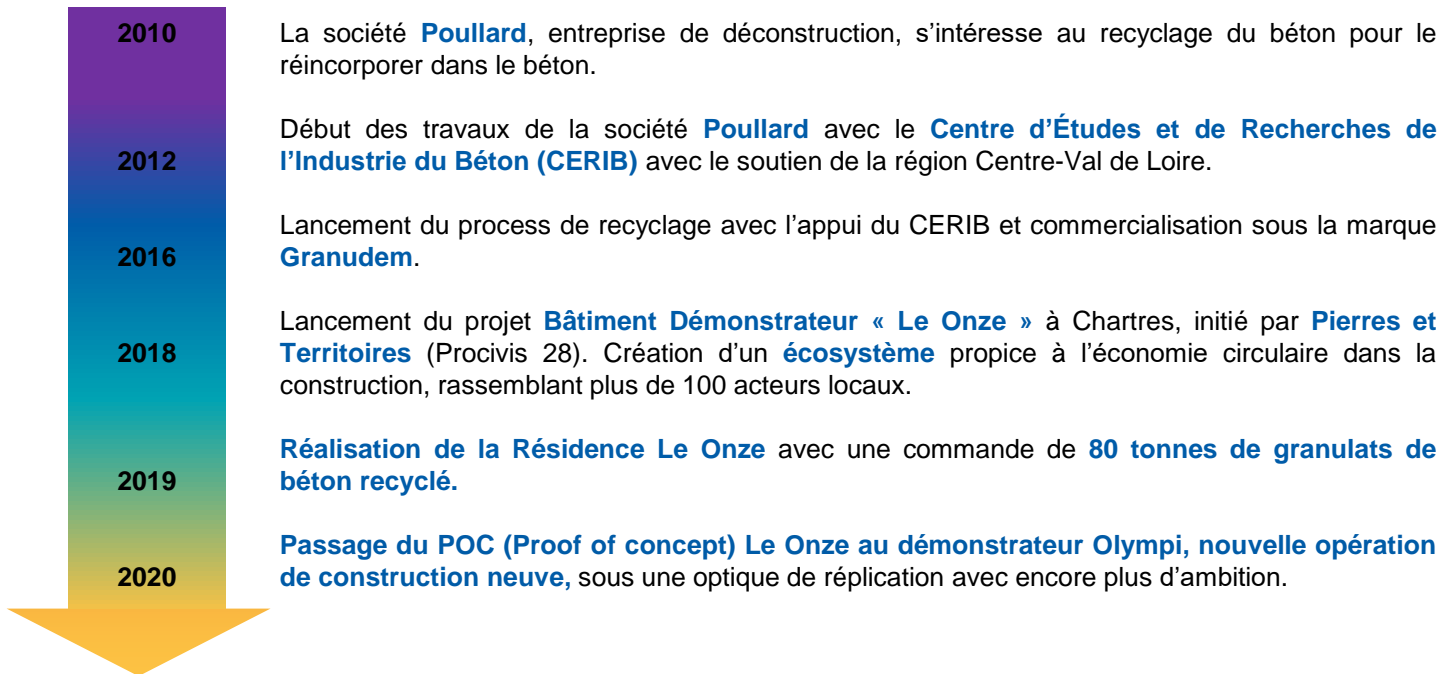 2010
La société Poullard, entreprise de déconstruction, s’intéresse au recyclage du béton pour le
réincorporer dans le béton.
Début des travaux de la société Poullard avec le Centre d’Études et de Recherches de
2012
l’Industrie du Béton (CERIB) avec le soutien de la région Centre-Val de Loire.
Lancement du process de recyclage avec l’appui du CERIB et commercialisation sous la marque
2016
Granudem.
Lancement du projet Bâtiment Démonstrateur « Le Onze » à Chartres, initié par Pierres et
2018
Territoires (Procivis 28). Création d’un écosystème propice à l’économie circulaire dans la
construction, rassemblant plus de 100 acteurs locaux.
Réalisation de la Résidence Le Onze avec une commande de 80 tonnes de granulats de
2019
béton recyclé.
Passage du POC (Proof of concept) Le Onze au démonstrateur Olympi, nouvelle opération
2020
de construction neuve, sous une optique de réplication avec encore plus d’ambition.